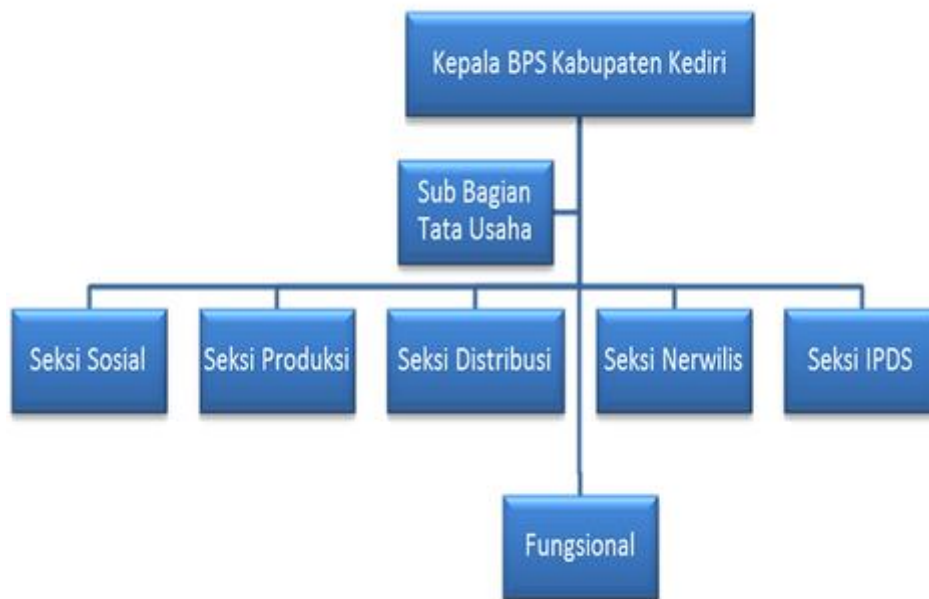 Kepala BPS Kabupaten Kediri
Sub Bagian
Tata Usaha
Seksi Sosial
Seksi Produksi
Seksi Distribusi
Seksi Nerwilis
Seksi IPDS
Fungsional